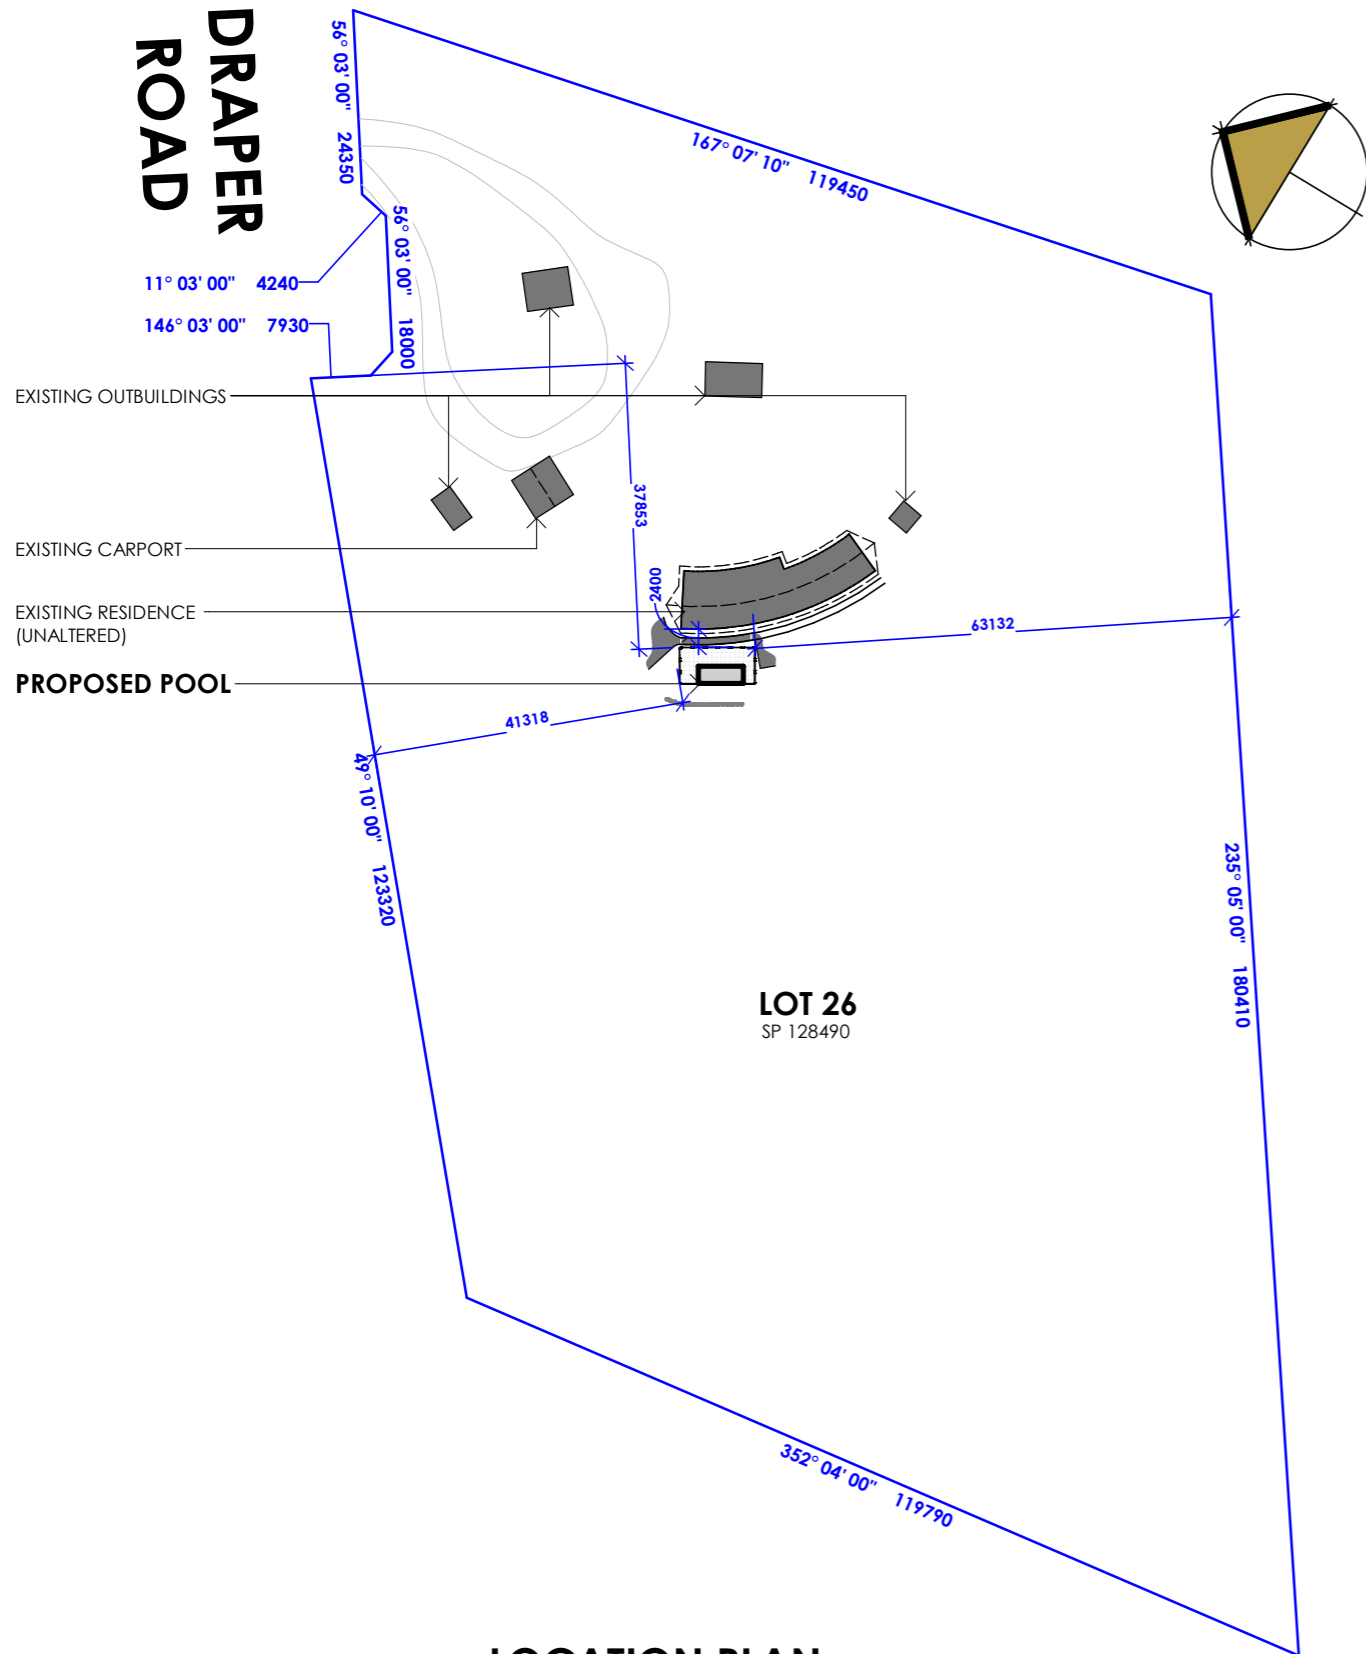 DRAPER
ROAD
56° 03' 00" 24350
167° 07' 10" 119450
56° 03' 00" 18000
11° 03' 00" 4240
146° 03' 00" 7930
EXISTING OUTBUILDINGS
37853
EXISTING CARPORT
2400
EXISTING RESIDENCE
(UNALTERED)
63132
PROPOSED POOL
41318
49° 10' 00" 123320
235° 05' 00" 180410
LOT 26
SP 128490
352° 04' 00" 119790
LOCATION PLAN